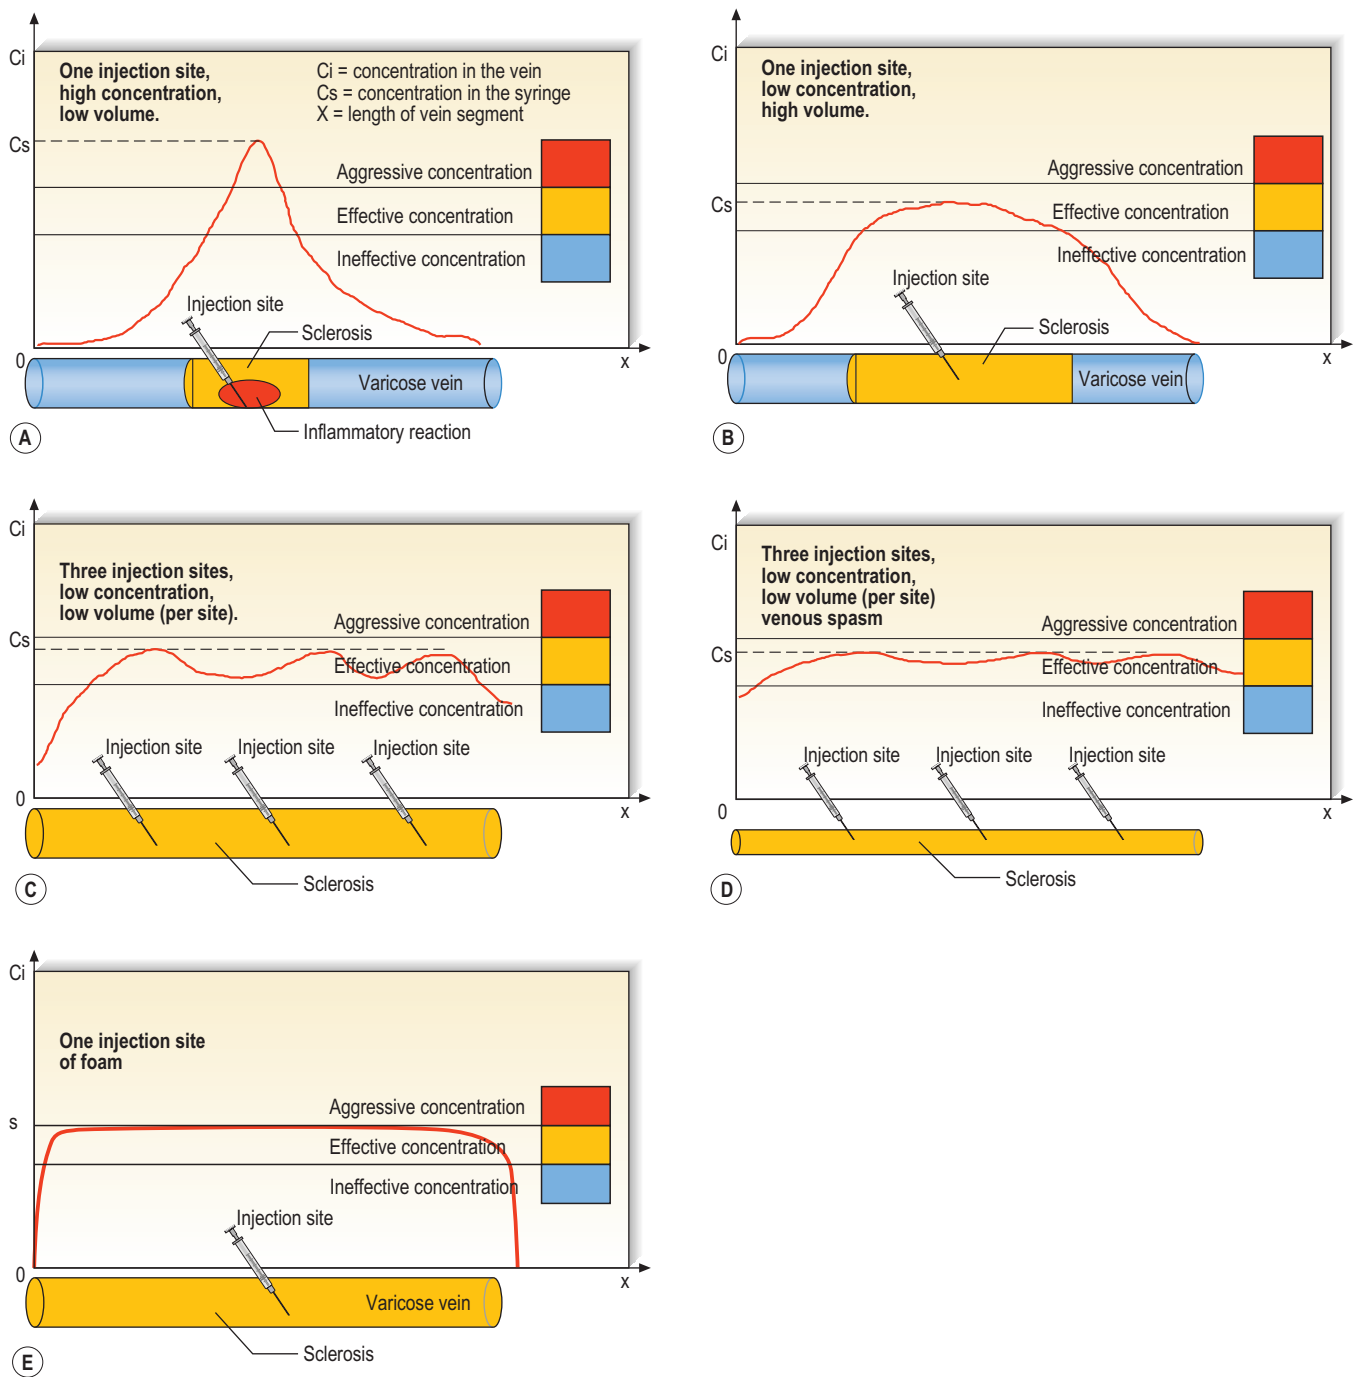 Ci
One injection site,
high concentration,
low volume.
Ci = concentration in the vein
Cs = concentration in the syringe
X = length of vein segment
Cs
Aggressive concentration
Effective concentration
Ineffective concentration
Injection site
Sclerosis
0
x
Varicose vein
Inflammatory reaction
A
Ci
One injection site,
low concentration,
high volume.
Aggressive concentration
Cs
Effective concentration
Ineffective concentration
Injection site
Sclerosis
0
x
Varicose vein
B
Ci
Three injection sites,
low concentration,
low volume (per site).
Aggressive concentration
Cs
Effective concentration
Ineffective concentration
Injection site
Injection site
Injection site
0
x
Sclerosis
C
Ci
Three injection sites,
low concentration,
low volume (per site)
venous spasm
Aggressive concentration
Cs
Effective concentration
Ineffective concentration
Injection site
Injection site
Injection site
0
x
Sclerosis
D
Ci
One injection site
of foam
Aggressive concentration
s
Effective concentration
Ineffective concentration
Injection site
0
x
Varicose vein
Sclerosis
E